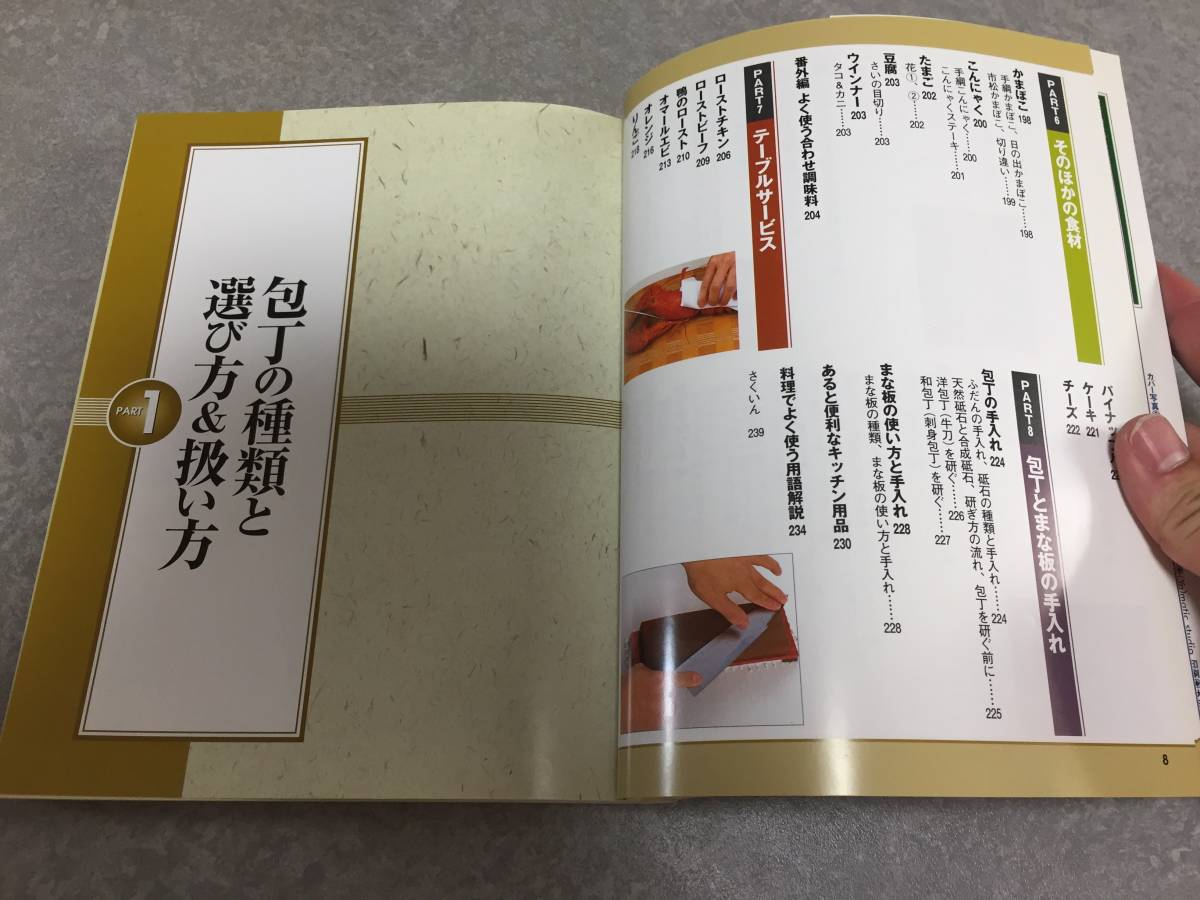 PART6 そのほかの食材
かまぼこ 198
手綱かまぼこ、日の出かまぼこ……198
市松かまぼこ、切り違い……199
こんにゃく 200
手綱こんにゃく……200
こんにゃくステーキ……201
たまご 202
花①、②……202
豆腐 203
さいの目切り……203
ウインナー 203
タコ&カニ……203
番外編 よく使う合わせ調味料 204
PART7 テーブルサービス
ローストチキン 206
ローストビーフ 209
鴨のロースト 210
オマールエビ 213
オレンジ 216
りんご 218
ケーキ 221
チーズ 222
PART8 包丁とまな板の手入れ
包丁の手入れ 224
ふだんの手入れ、砥石の種類と手入れ……224
天然砥石と合成砥石、研ぎ方の流れ、包丁を研ぐ前に……225
洋包丁(牛刀)を研ぐ……226
和包丁(刺身包丁)を研ぐ……227
まな板の使い方と手入れ 228
まな板の種類、まな板の使い方と手入れ……228
あると便利なキッチン用品 230
料理でよく使う用語解説 234
さくいん 239
8
カバー写真
PART 1
包丁の種類と
選び方&扱い方